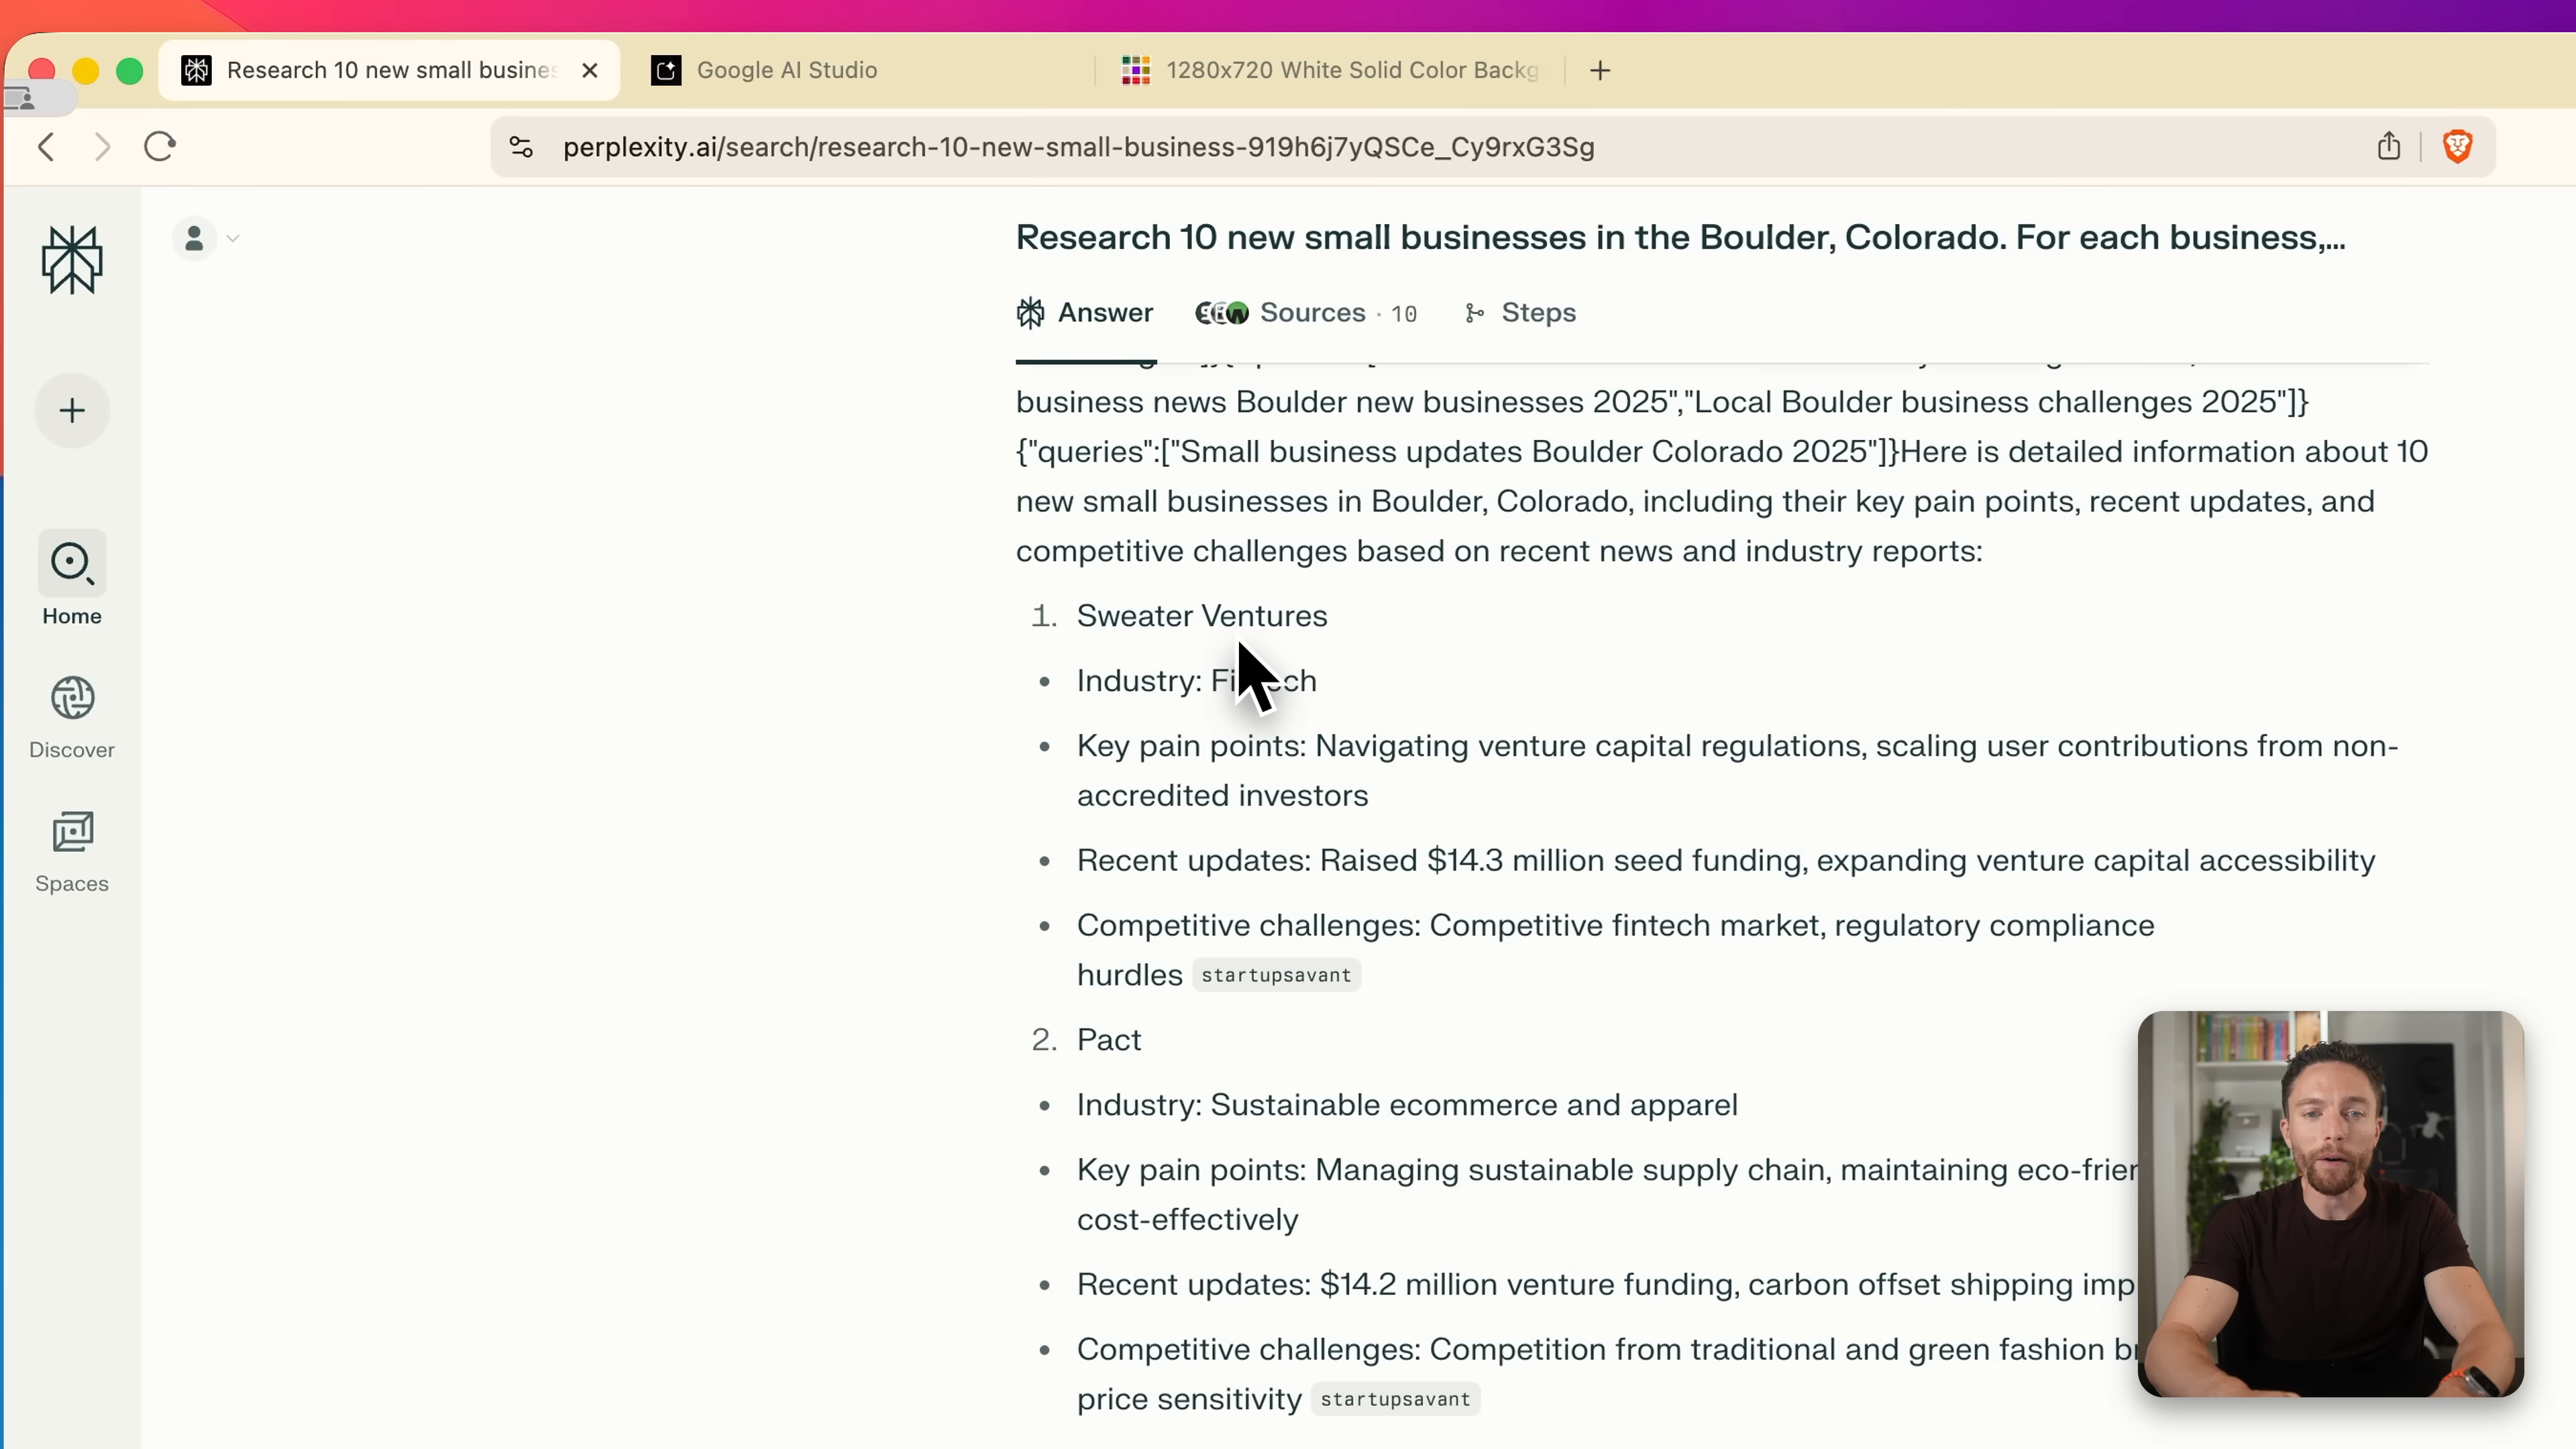 Research 10 new small busines
Google AI Studio
1280x720 White Solid Color Backg
perplexity.ai/search/research-10-new-small-business-919h6j7yQSCe_Cy9rxG3Sg
Research 10 new small businesses in the Boulder, Colorado. For each business,...
Answer
Sources · 10
Steps
business news Boulder new businesses 2025","Local Boulder business challenges 2025"]}
{"queries":["Small business updates Boulder Colorado 2025"]}Here is detailed information about 10
new small businesses in Boulder, Colorado, including their key pain points, recent updates, and
competitive challenges based on recent news and industry reports:
1. Sweater Ventures
• Industry: Fintech
• Key pain points: Navigating venture capital regulations, scaling user contributions from non-
accredited investors
• Recent updates: Raised $14.3 million seed funding, expanding venture capital accessibility
• Competitive challenges: Competitive fintech market, regulatory compliance
hurdles startupsavant
2. Pact
• Industry: Sustainable ecommerce and apparel
• Key pain points: Managing sustainable supply chain, maintaining eco-frien
cost-effectively
• Recent updates: $14.2 million venture funding, carbon offset shipping imp
• Competitive challenges: Competition from traditional and green fashion br
price sensitivity startupsavant
Home
Discover
Spaces